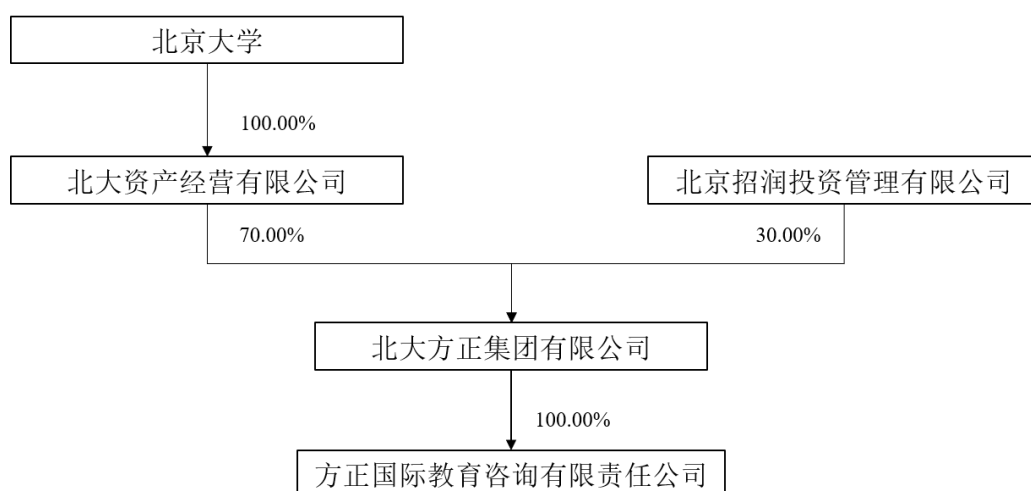 北京大学
100.00%
北大资产经营有限公司
北京招润投资管理有限公司
70.00%
30.00%
北大方正集团有限公司
100.00%
方正国际教育咨询有限责任公司